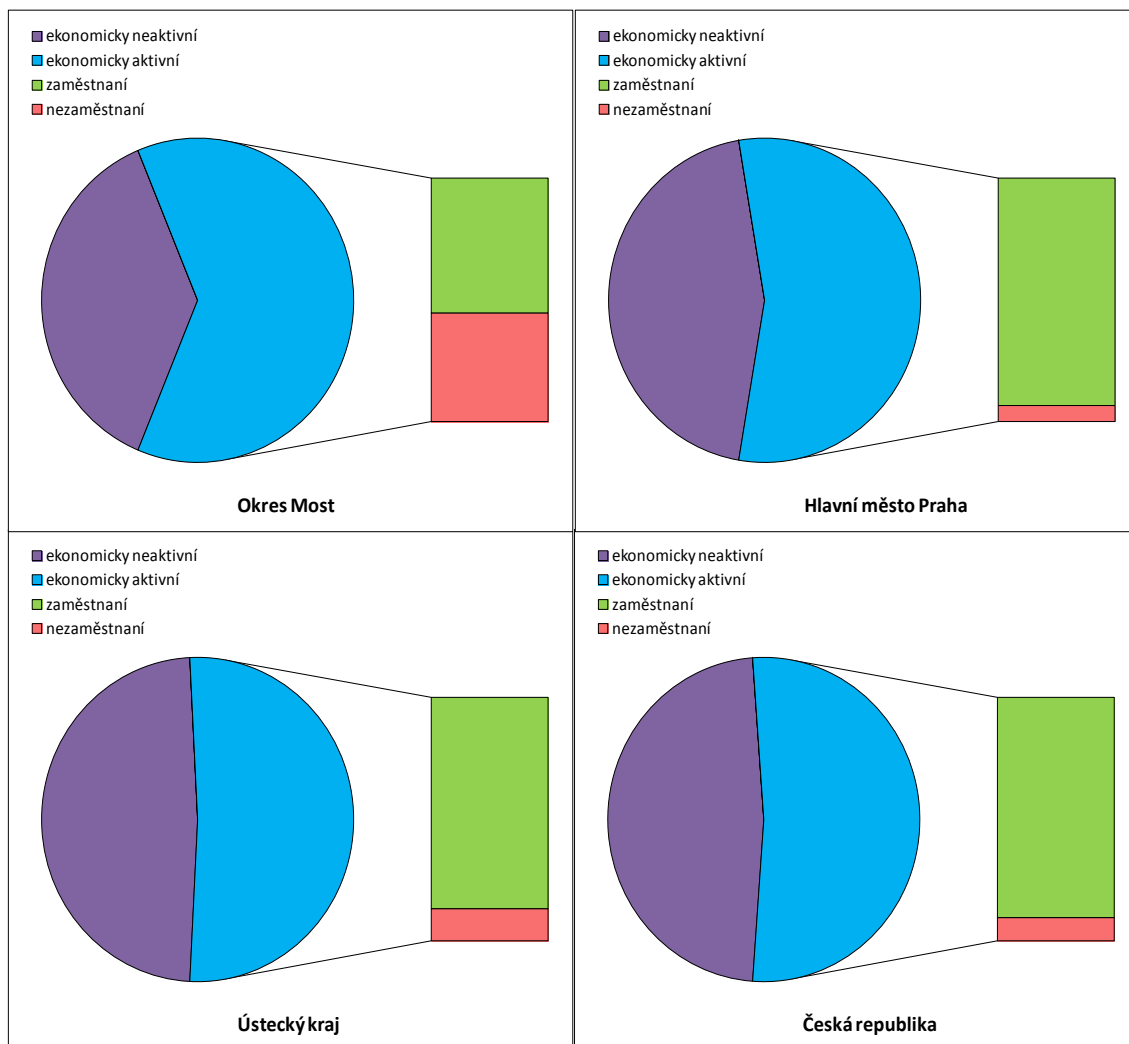 ekonomicky neaktivní
ekonomicky aktivní
zaměstnaní
nezaměstnaní
Okres Most
ekonomicky neaktivní
ekonomicky aktivní
zaměstnaní
nezaměstnaní
Hlavní město Praha
ekonomicky neaktivní
ekonomicky aktivní
zaměstnaní
nezaměstnaní
Ústecký kraj
ekonomicky neaktivní
ekonomicky aktivní
zaměstnaní
nezaměstnaní
Česká republika